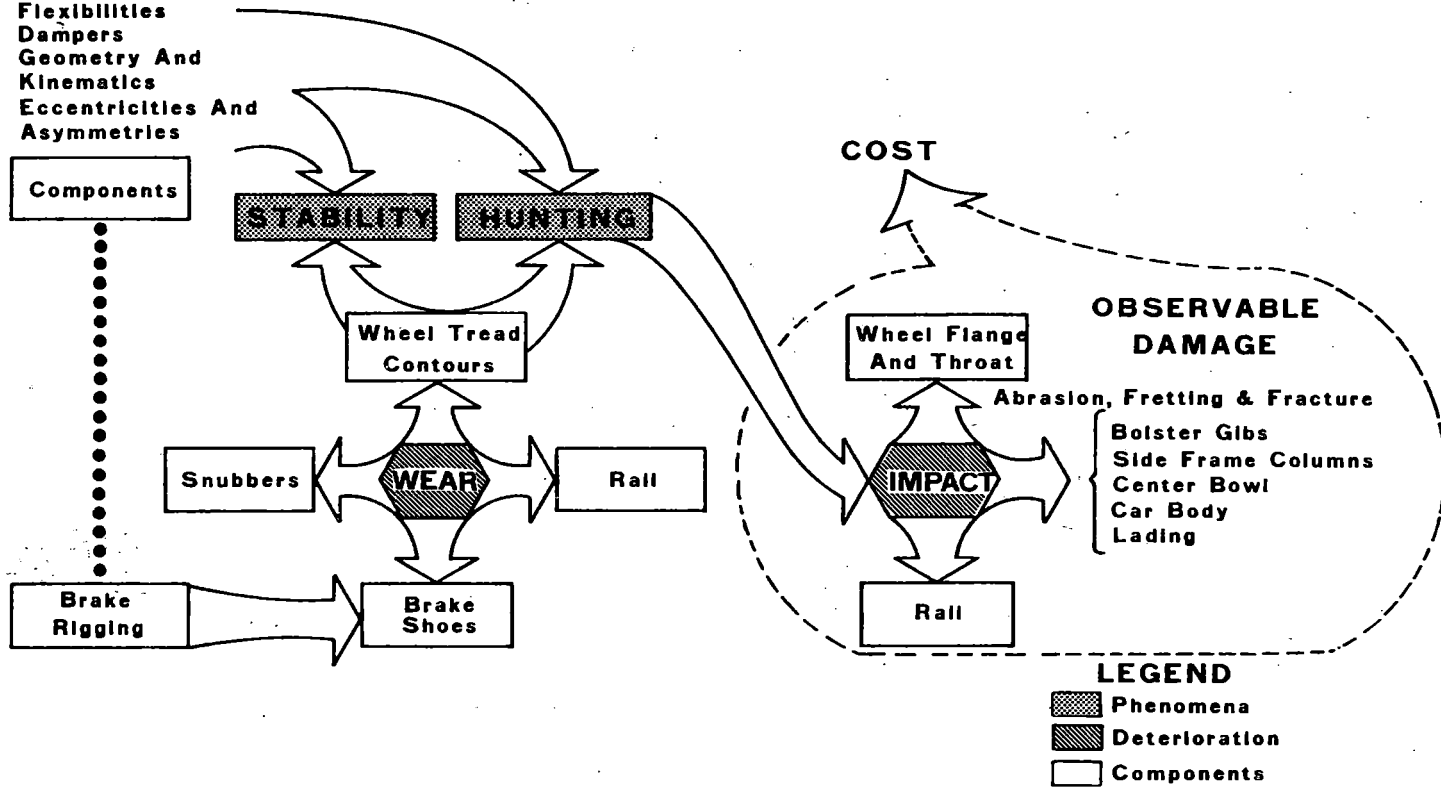 Flexibilities
Dampers
Geometry And
Kinematics
Eccentricities And
Asymmetries
Components
STABILITY
HUNTING
COST
Wheel Tread
Contours
Wheel Flange
And Throat
OBSERVABLE
DAMAGE
Abrasion, Fretting & Fracture
Bolster Gibs
Side Frame Columns
Center Bowl
Car Body
Lading
Snubbers
WEAR
Rail
IMPACT
Brake
Rigging
Brake
Shoes
Rail
LEGEND
Phenomena
Deterioration
Components